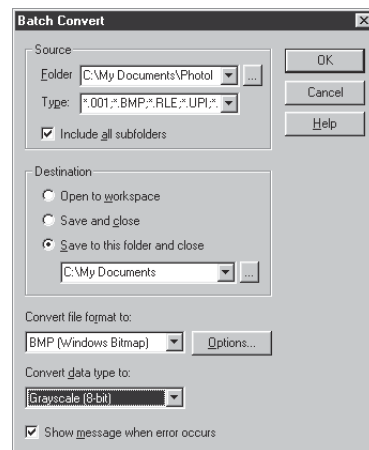 Batch Convert
Source
Folder C:\My Documents\Photol ...
Type: *.001;*.BMP;*.RLE;*.UPI;*.
Include all subfolders
OK
Cancel
Help
Destination
Open to workspace
Save and close
Save to this folder and close
C:\My Documents ...
Convert file format to:
BMP (Windows Bitmap) Options...
Convert data type to:
Grayscale (8-bit)
Show message when error occurs